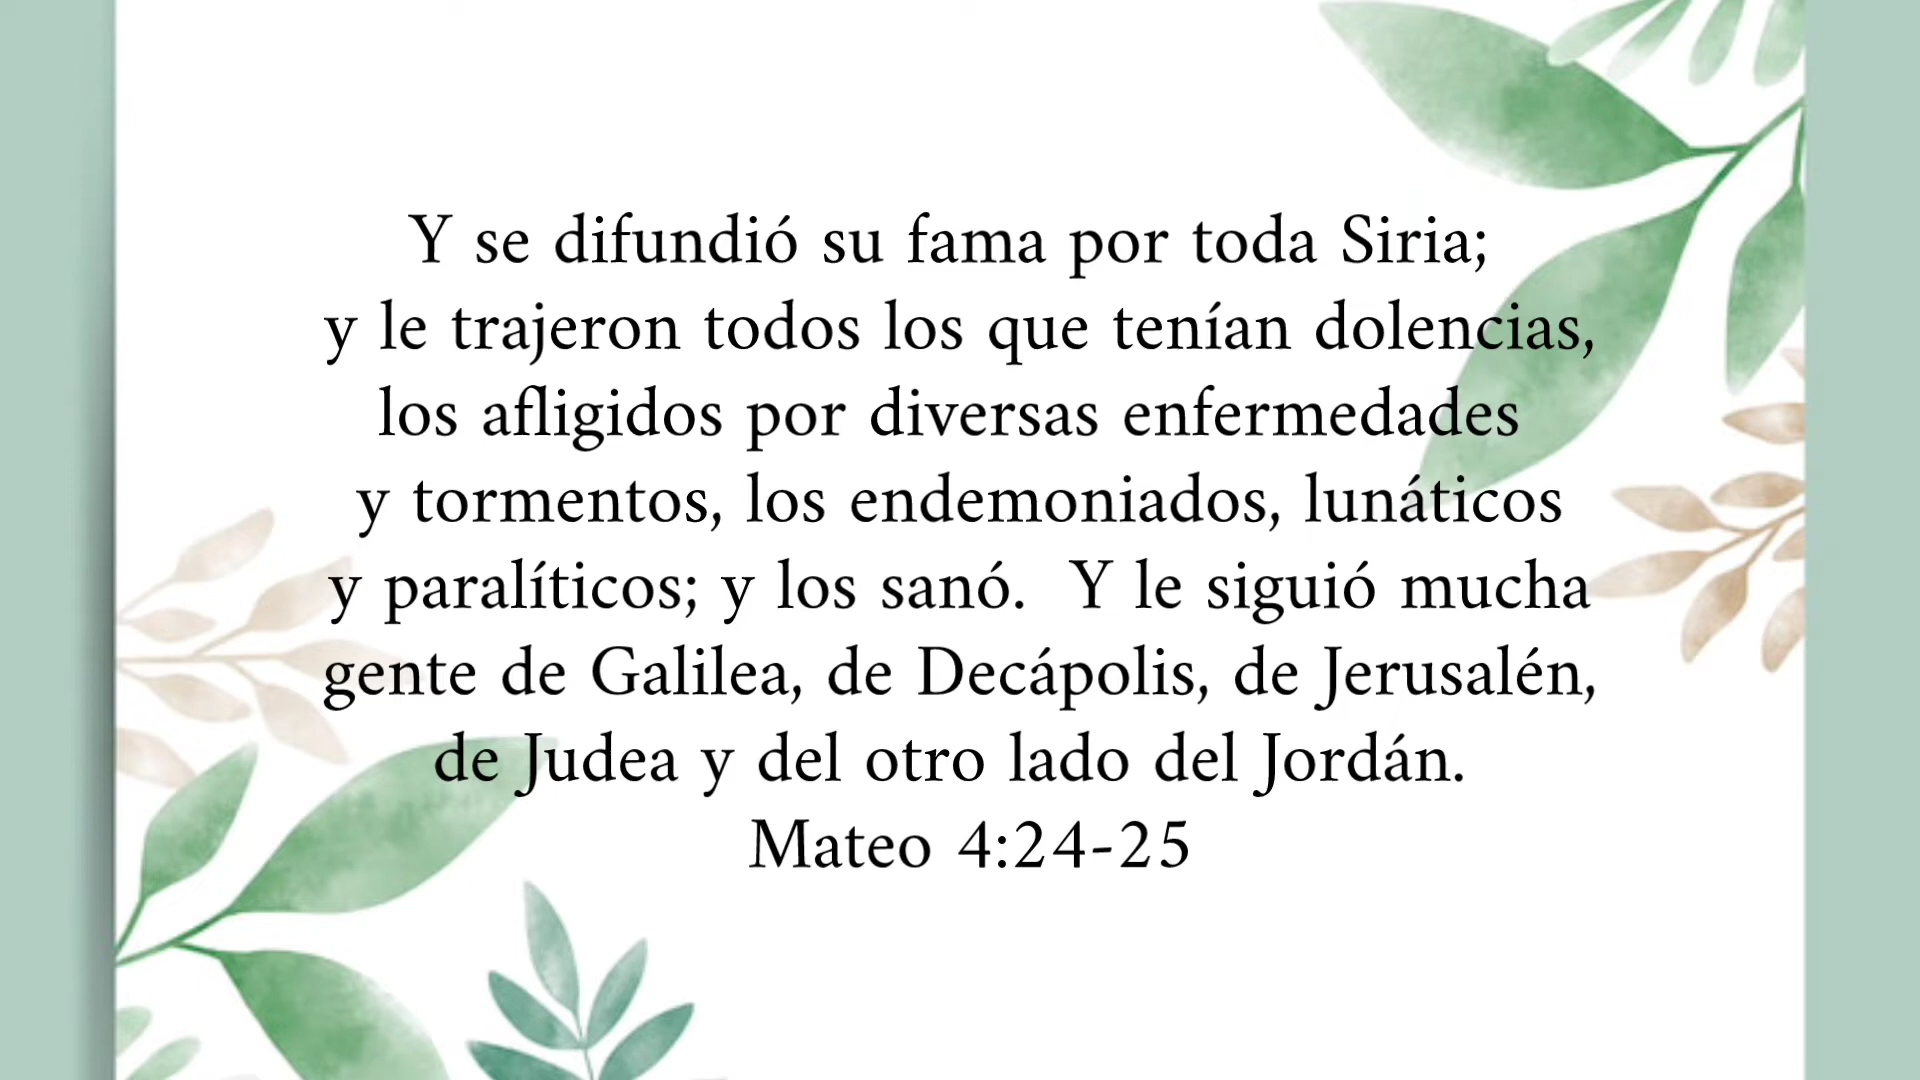 Y se difundió su fama por toda Siria;
y le trajeron todos los que tenían dolencias,
los afligidos por diversas enfermedades
y tormentos, los endemoniados, lunáticos
y paralíticos; y los sanó.  Y le siguió mucha
gente de Galilea, de Decápolis, de Jerusalén,
de Judea y del otro lado del Jordán.
Mateo 4:24-25